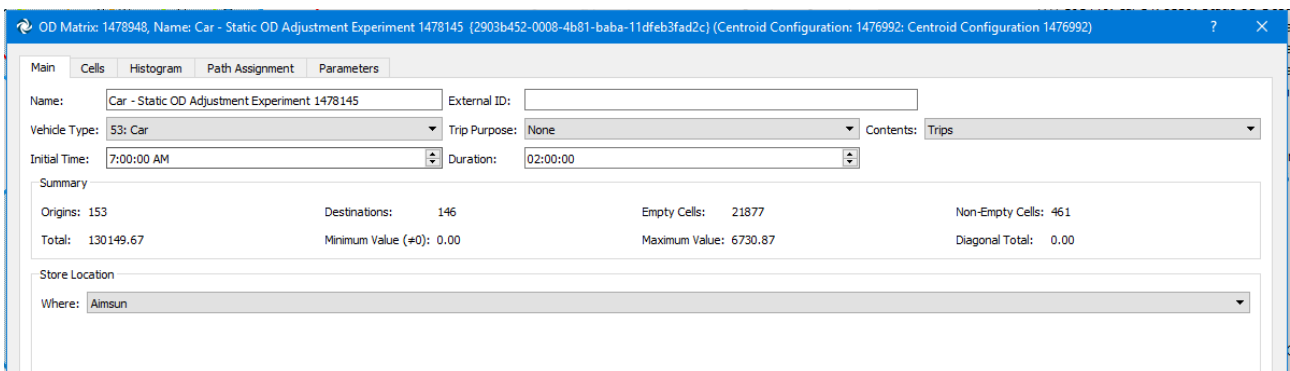 OD Matrix: 1478948, Name: Car - Static OD Adjustment Experiment 1478145 {2903b452-0008-4b81-baba-11dfeb3fad2c} (Centroid Configuration: 1476992: Centroid Configuration 1476992) ?
Main Cells Histogram Path Assignment Parameters
Name: Car - Static OD Adjustment Experiment 1478145 External ID:
Vehicle Type: 53: Car Trip Purpose: None Contents: Trips
Initial Time: 7:00:00 AM Duration: 02:00:00
Summary
Origins: 153 Destinations: 146 Empty Cells: 21877 Non-Empty Cells: 461
Total: 130149.67 Minimum Value (≠0): 0.00 Maximum Value: 6730.87 Diagonal Total: 0.00
Store Location
Where: Aimsun